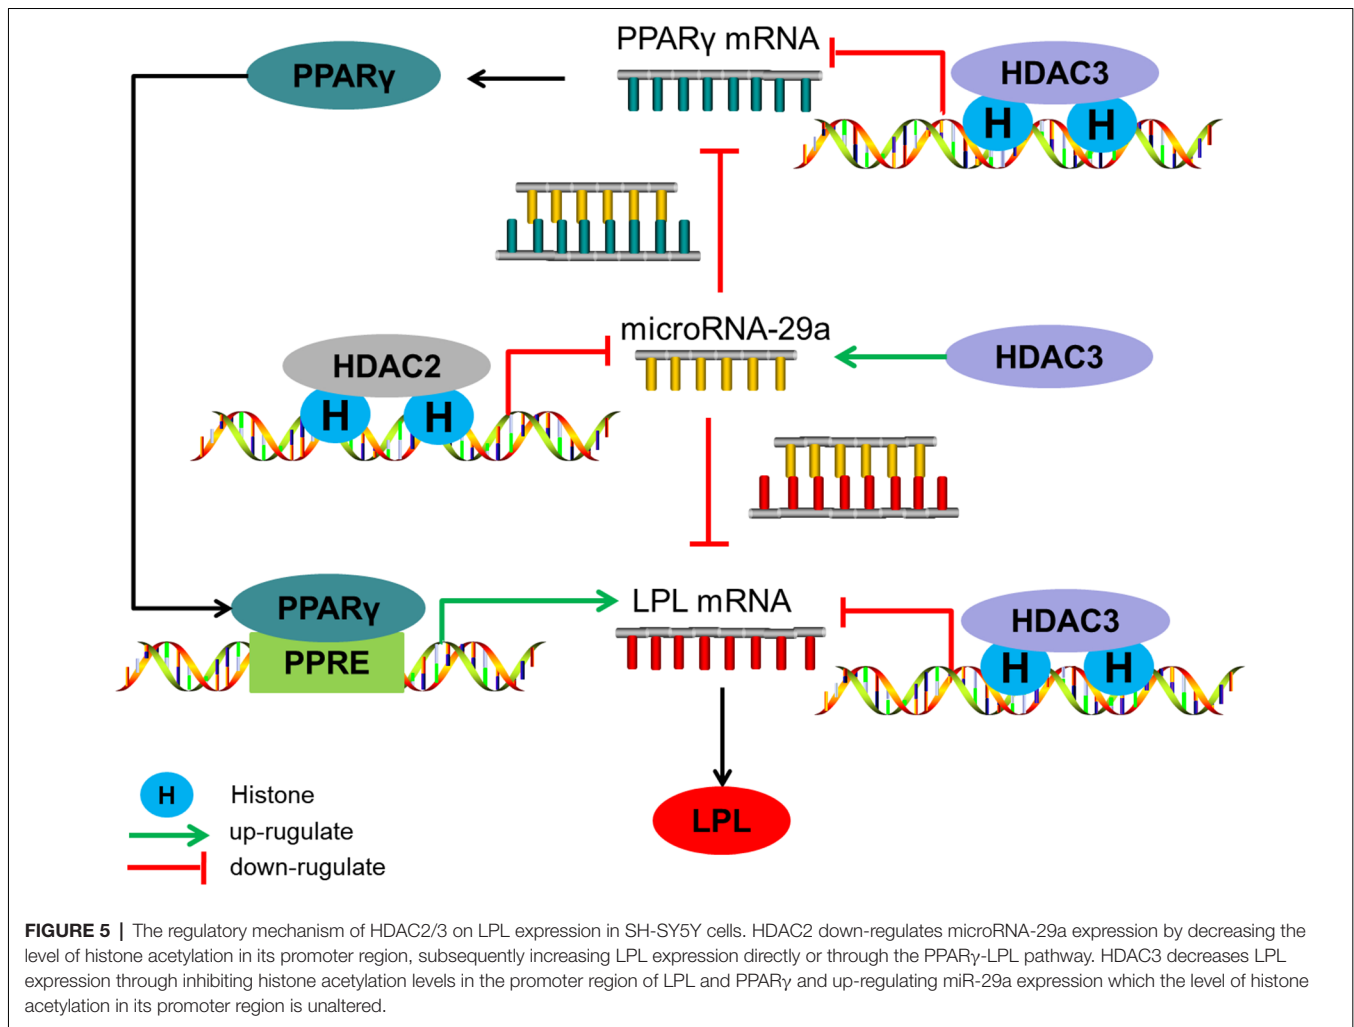 PPARγ mRNA
PPARγ
HDAC3
H
H
microRNA-29a
HDAC2
H
H
HDAC3
PPARγ
PPRE
LPL mRNA
HDAC3
H
H
LPL
H Histone
up-rugulate
down-rugulate
FIGURE 5 | The regulatory mechanism of HDAC2/3 on LPL expression in SH-SY5Y cells. HDAC2 down-regulates microRNA-29a expression by decreasing the
level of histone acetylation in its promoter region, subsequently increasing LPL expression directly or through the PPARγ-LPL pathway. HDAC3 decreases LPL
expression through inhibiting histone acetylation levels in the promoter region of LPL and PPARγ and up-regulating miR-29a expression which the level of histone
acetylation in its promoter region is unaltered.